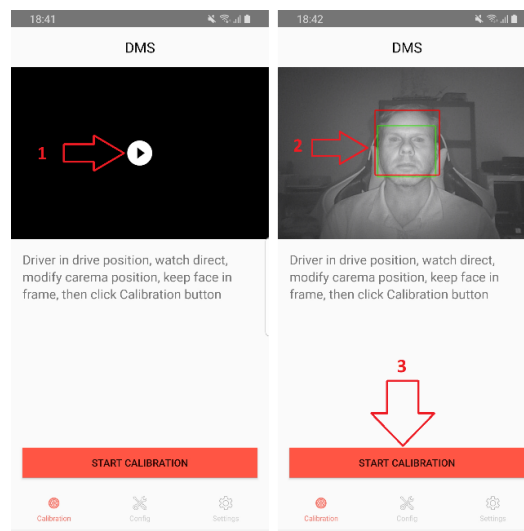 18:41
DMS
1
Driver in drive position, watch direct,
modify carema position, keep face in
frame, then click Calibration button
START CALIBRATION
Calibration
Config
Settings
18:42
DMS
2
Driver in drive position, watch direct,
modify carema position, keep face in
frame, then click Calibration button
3
START CALIBRATION
Calibration
Config
Settings